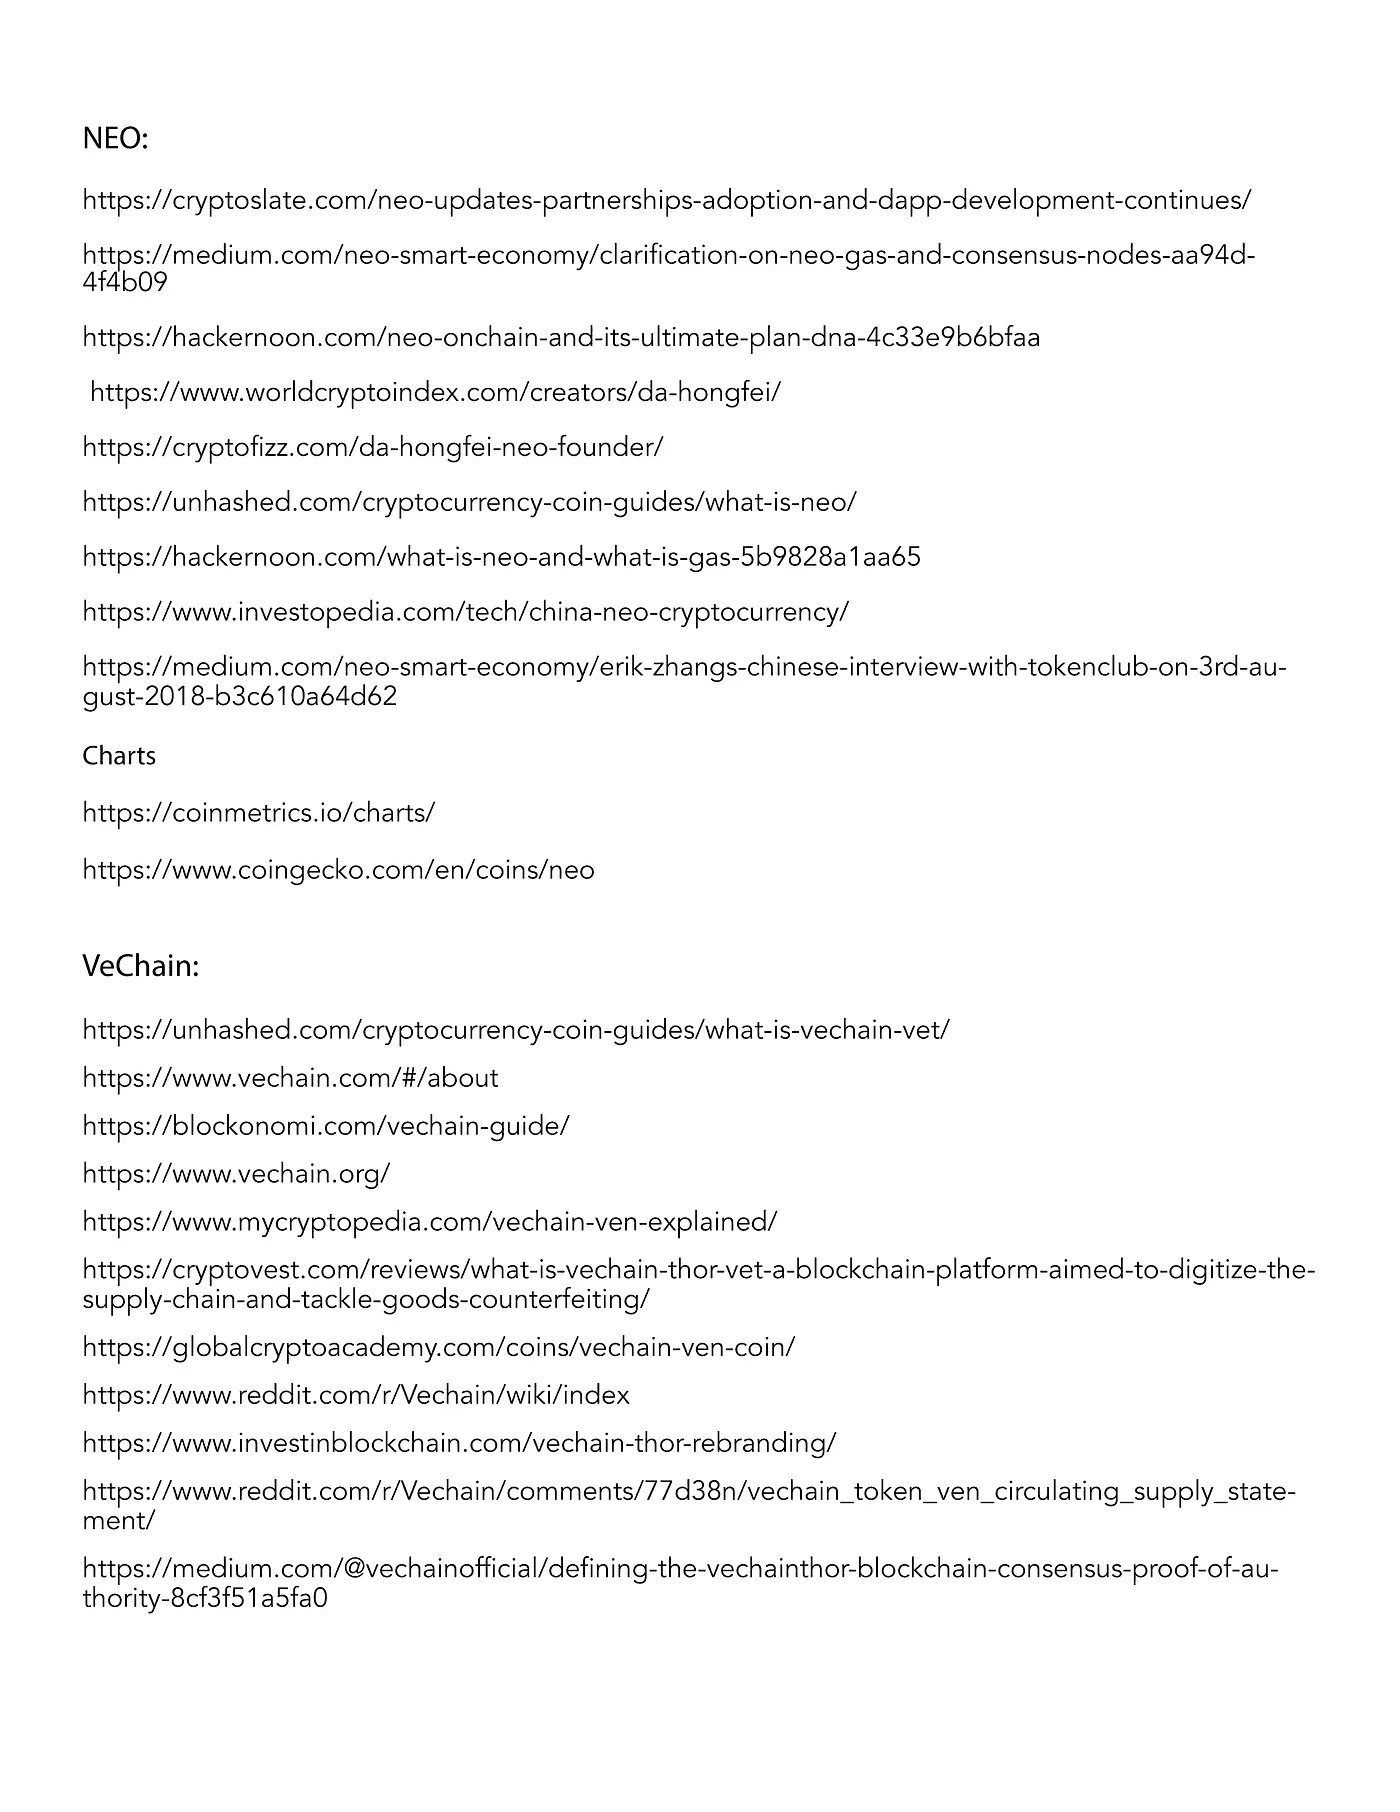 NEO:
https://cryptoslate.com/neo-updates-partnerships-adoption-and-dapp-development-continues/
https://medium.com/neo-smart-economy/clarification-on-neo-gas-and-consensus-nodes-aa94d-
4f4b09
https://hackernoon.com/neo-onchain-and-its-ultimate-plan-dna-4c33e9b6bfaa
https://www.worldcryptoindex.com/creators/da-hongfei/
https://cryptofizz.com/da-hongfei-neo-founder/
https://unhashed.com/cryptocurrency-coin-guides/what-is-neo/
https://hackernoon.com/what-is-neo-and-what-is-gas-5b9828a1aa65
https://www.investopedia.com/tech/china-neo-cryptocurrency/
https://medium.com/neo-smart-economy/erik-zhangs-chinese-interview-with-tokenclub-on-3rd-au-
gust-2018-b3c610a64d62
Charts
https://coinmetrics.io/charts/
https://www.coingecko.com/en/coins/neo
VeChain:
https://unhashed.com/cryptocurrency-coin-guides/what-is-vechain-vet/
https://www.vechain.com/#/about
https://blockonomi.com/vechain-guide/
https://www.vechain.org/
https://www.mycryptopedia.com/vechain-ven-explained/
https://cryptovest.com/reviews/what-is-vechain-thor-vet-a-blockchain-platform-aimed-to-digitize-the-
supply-chain-and-tackle-goods-counterfeiting/
https://globalcryptoacademy.com/coins/vechain-ven-coin/
https://www.reddit.com/r/Vechain/wiki/index
https://www.investinblockchain.com/vechain-thor-rebranding/
https://www.reddit.com/r/Vechain/comments/77d38n/vechain_token_ven_circulating_supply_state-
ment/
https://medium.com/@vechainofficial/defining-the-vechainthor-blockchain-consensus-proof-of-au-
thority-8cf3f51a5fa0